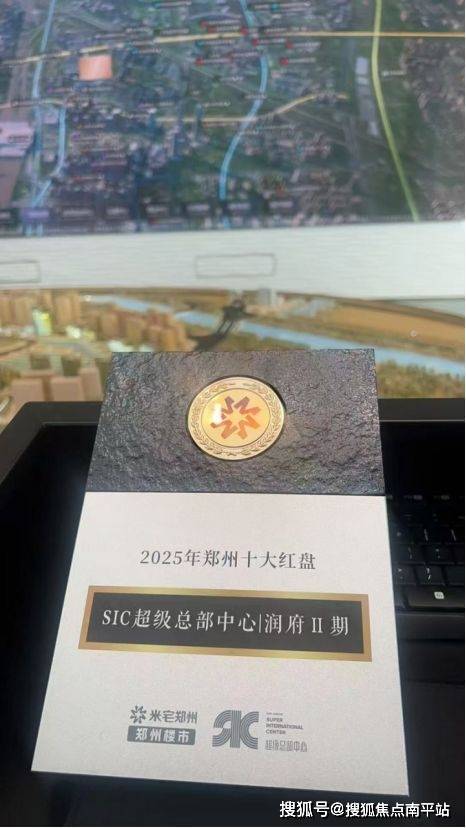 2025年郑州十大红盘
SIC超级总部中心|润府II期
米宅郑州
郑州楼市
SIC
SUPER
INTERNATIONAL
CENTER
超级总部中心
搜狐号@搜狐焦点南平站